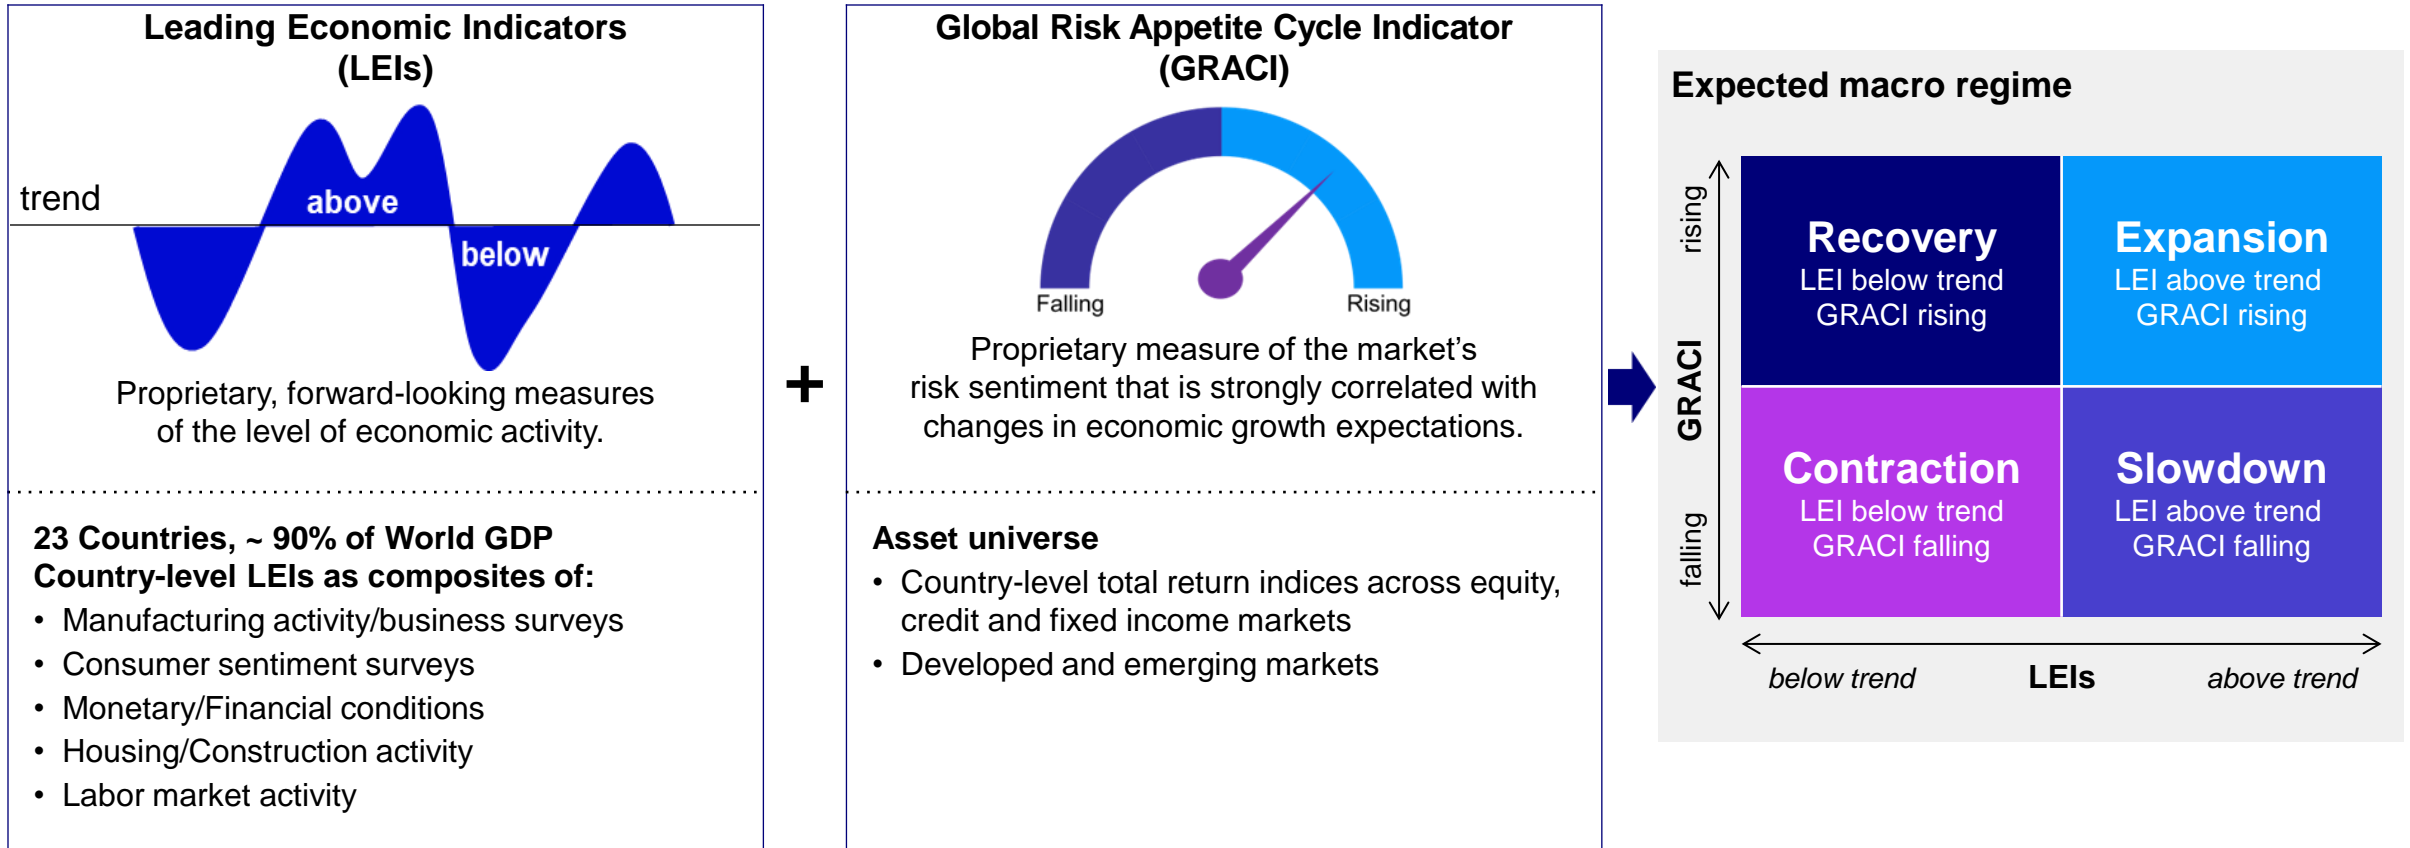 Leading Economic Indicators
(LEIs)
trend
above
below
Proprietary, forward-looking measures
of the level of economic activity.
23 Countries, ~ 90% of World GDP
Country-level LEIs as composites of:
• Manufacturing activity/business surveys
• Consumer sentiment surveys
• Monetary/Financial conditions
• Housing/Construction activity
• Labor market activity
+
Global Risk Appetite Cycle Indicator
(GRACI)
Falling
Rising
Proprietary measure of the market’s
risk sentiment that is strongly correlated with
changes in economic growth expectations.
Asset universe
• Country-level total return indices across equity,
credit and fixed income markets
• Developed and emerging markets
Expected macro regime
rising
GRACI
falling
Recovery
LEI below trend
GRACI rising
Expansion
LEI above trend
GRACI rising
Contraction
LEI below trend
GRACI falling
Slowdown
LEI above trend
GRACI falling
below trend
LEIs
above trend